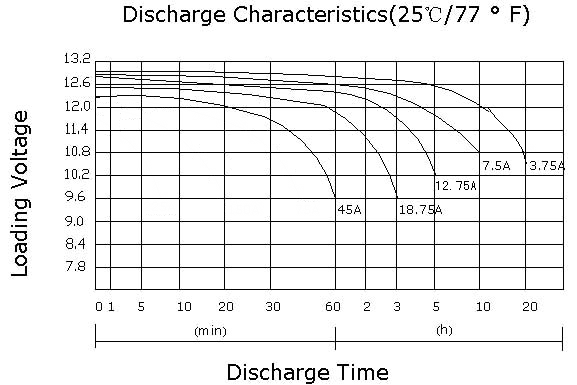 Discharge Characteristics(25℃/77 ° F)
Loading Voltage
13.2
12.6
12.0
11.4
10.8
10.2
9.6
9.0
8.4
7.8
45A
18.75A
12.75A
7.5A
3.75A
0 1 5 10 20 30 60 2 3 5 10 20 30
(min) (h)
Discharge Time